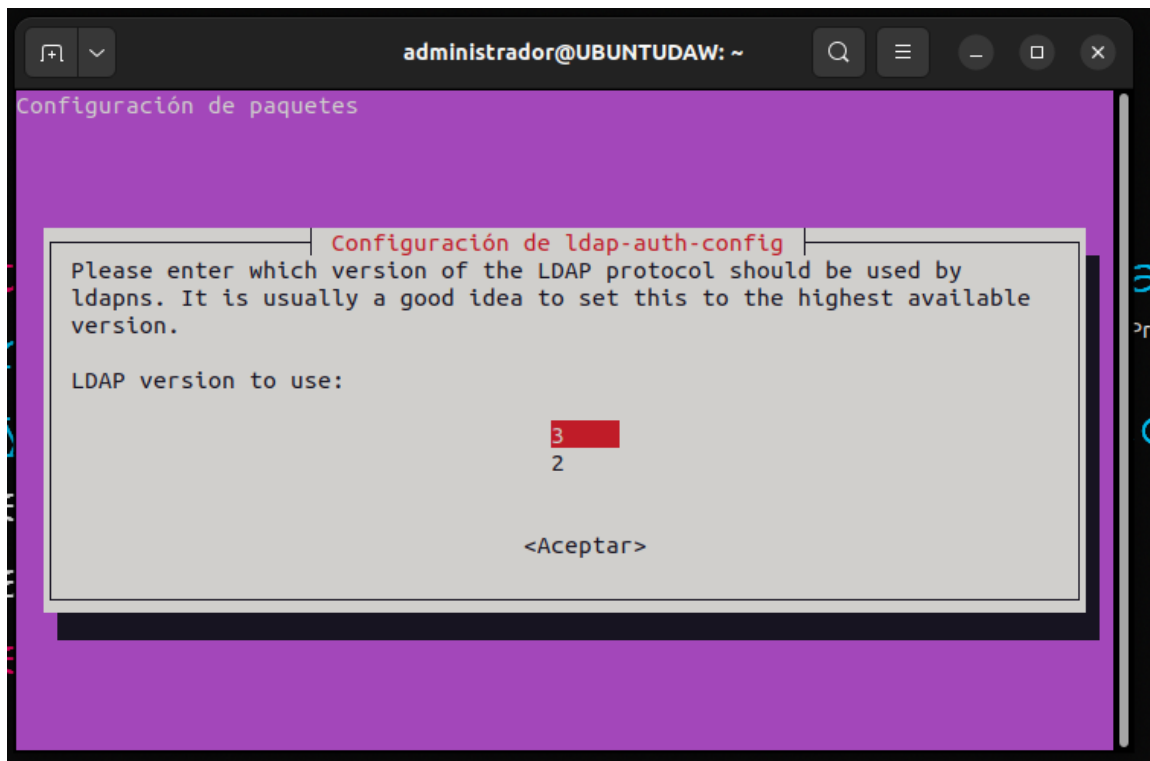 administrador@UBUNTUDAW: ~
Configuración de paquetes
Configuración de ldap-auth-config
Please enter which version of the LDAP protocol should be used by
ldapns. It is usually a good idea to set this to the highest available
version.
LDAP version to use:
3
2
<Aceptar>